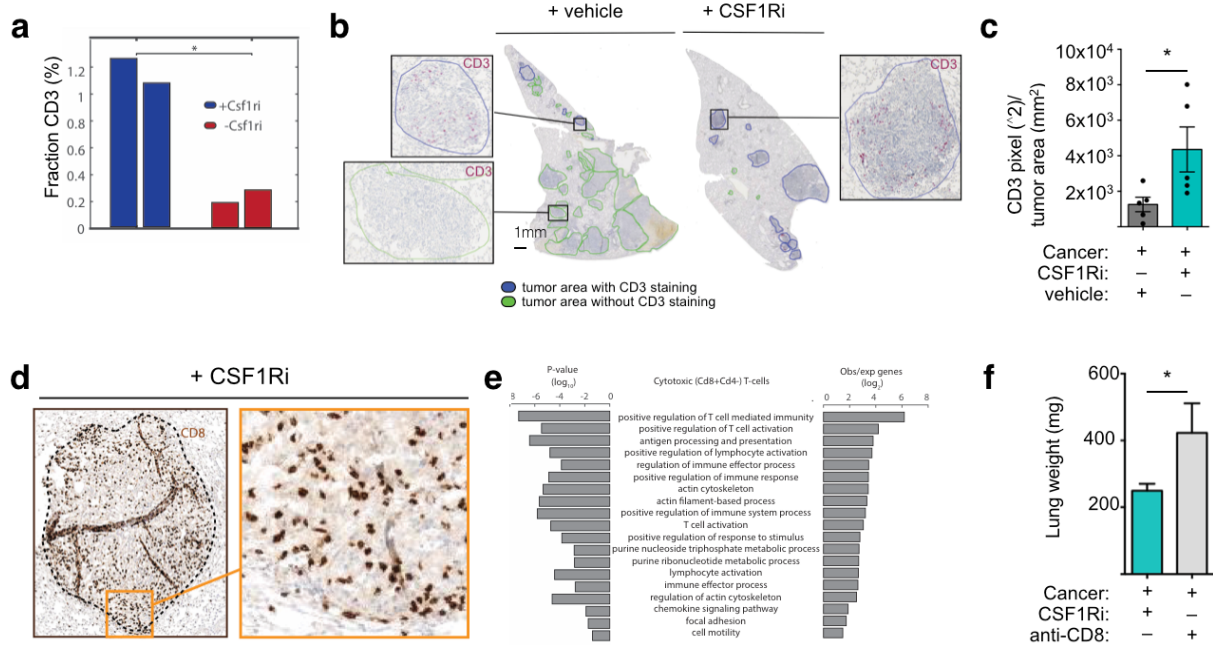 a
Fraction CD3 (%)
1.2
1
0.8
0.6
0.4
0.2
0
*
+Csf1ri
-Csf1ri
b
+ vehicle
+ CSF1Ri
CD3
CD3
CD3
1mm
tumor area with CD3 staining
tumor area without CD3 staining
c
CD3 pixel (^2)/
tumor area (mm²)
10x10⁴
8x10³
6x10³
4x10³
2x10³
*
Cancer: + +
CSF1Ri: – +
vehicle: + –
d
+ CSF1Ri
CD8
e
P-value
(log₁₀)
Cytotoxic (Cd8+Cd4-) T-cells
Obs/exp genes
(log₂)
-8 -6 -4 -2 0
0 2 4 6 8
positive regulation of T cell mediated immunity
positive regulation of T cell activation
antigen processing and presentation
positive regulation of lymphocyte activation
regulation of immune effector process
positive regulation of immune response
actin cytoskeleton
actin filament-based process
positive regulation of immune system process
T cell activation
positive regulation of response to stimulus
purine nucleoside triphosphate metabolic process
purine ribonucleotide metabolic process
lymphocyte activation
immune effector process
regulation of actin cytoskeleton
chemokine signaling pathway
focal adhesion
cell motility
f
Lung weight (mg)
600
400
200
*
Cancer: + +
CSF1Ri: + –
anti-CD8: – +